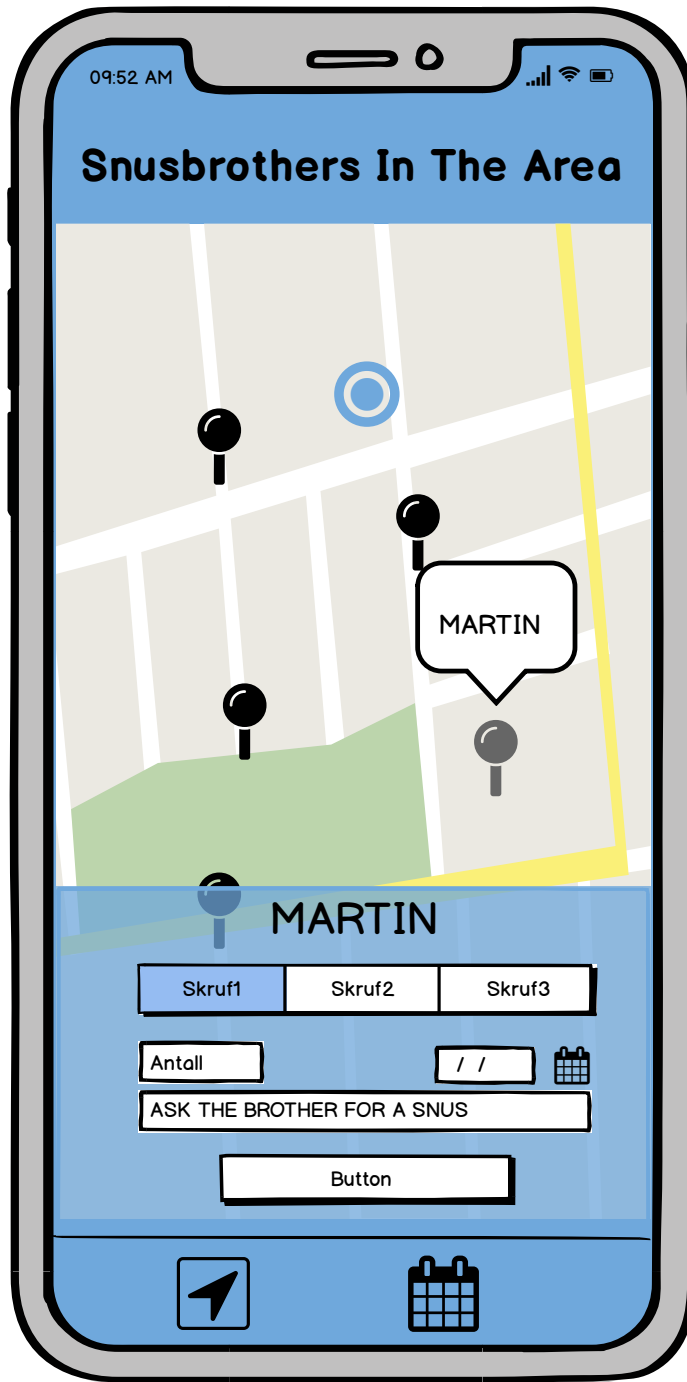 09:52 AM
Snusbrothers In The Area
MARTIN
MARTIN
Skruf1 Skruf2 Skruf3
Antall / /
ASK THE BROTHER FOR A SNUS
Button